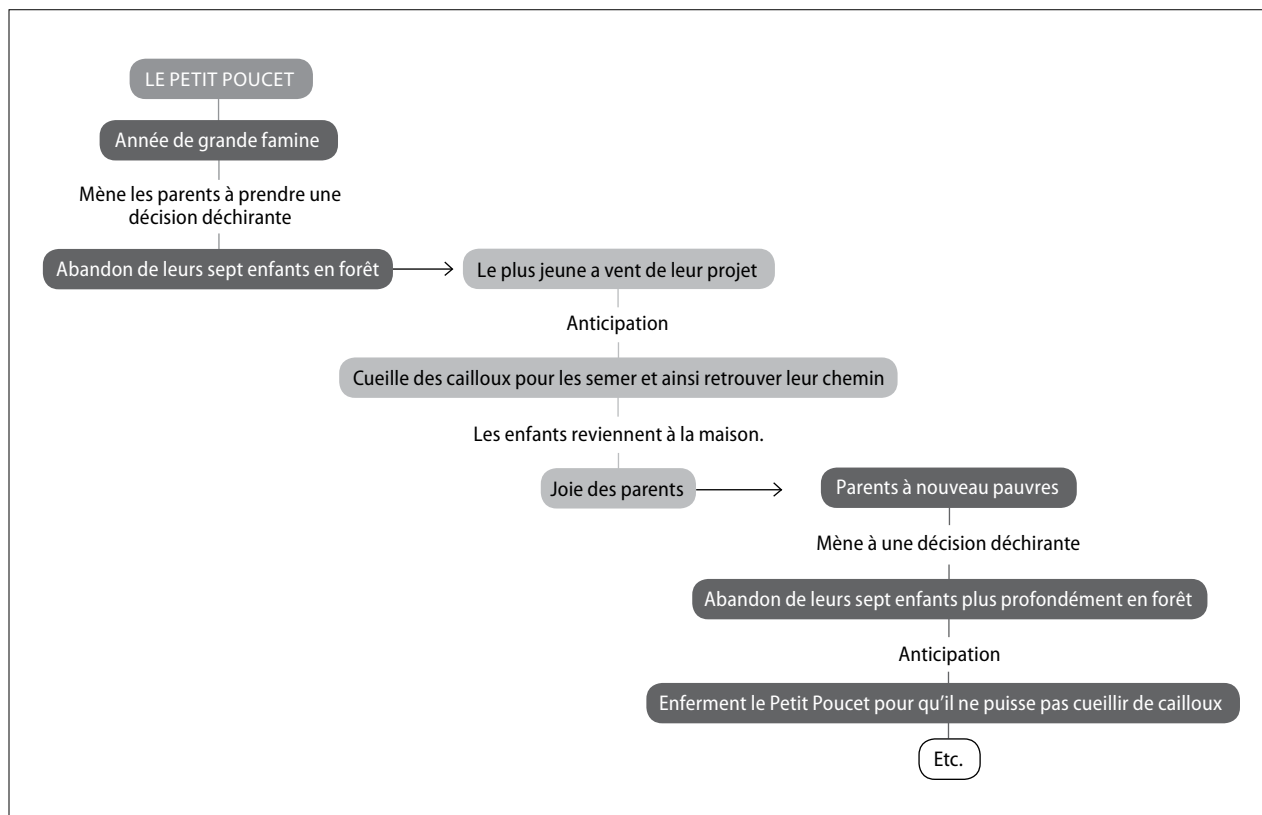 LE PETIT POUCET
Année de grande famine
Mène les parents à prendre une
décision déchirante
Abandon de leurs sept enfants en forêt
Le plus jeune a vent de leur projet
Anticipation
Cueille des cailloux pour les semer et ainsi retrouver leur chemin
Les enfants reviennent à la maison.
Joie des parents
Parents à nouveau pauvres
Mène à une décision déchirante
Abandon de leurs sept enfants plus profondément en forêt
Anticipation
Enferment le Petit Poucet pour qu’il ne puisse pas cueillir de cailloux
Etc.